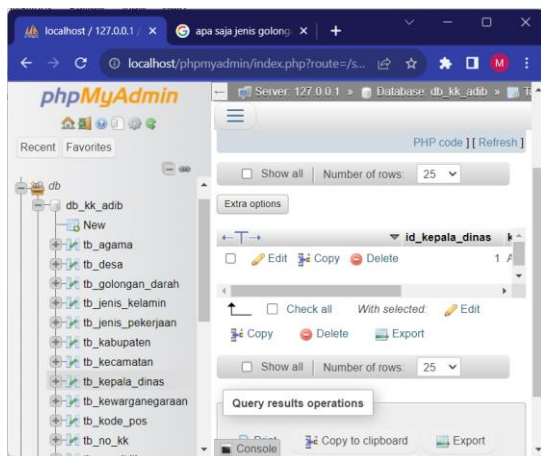 localhost / 127.0.0.1 /
apa saja jenis golong
localhost/phpmyadmin/index.php?route=/s...
M
phpMyAdmin
Recent Favorites
db
db_kk_adib
New
tb_agama
tb_desa
tb_golongan_darah
tb_jenis_kelamin
tb_jenis_pekerjaan
tb_kabupaten
tb_kecamatan
tb_kepala_dinas
tb_kewarganegaraan
tb_kode_pos
tb_no_kk
Server: 127.0.0.1 » Database: db_kk_adib »
PHP code ] [ Refresh ]
Show all Number of rows: 25
Extra options
←T→ id_kepala_dinas
Edit Copy Delete 1
Check all With selected: Edit
Copy Delete Export
Show all Number of rows: 25
Query results operations
Print Copy to clipboard Export
Console